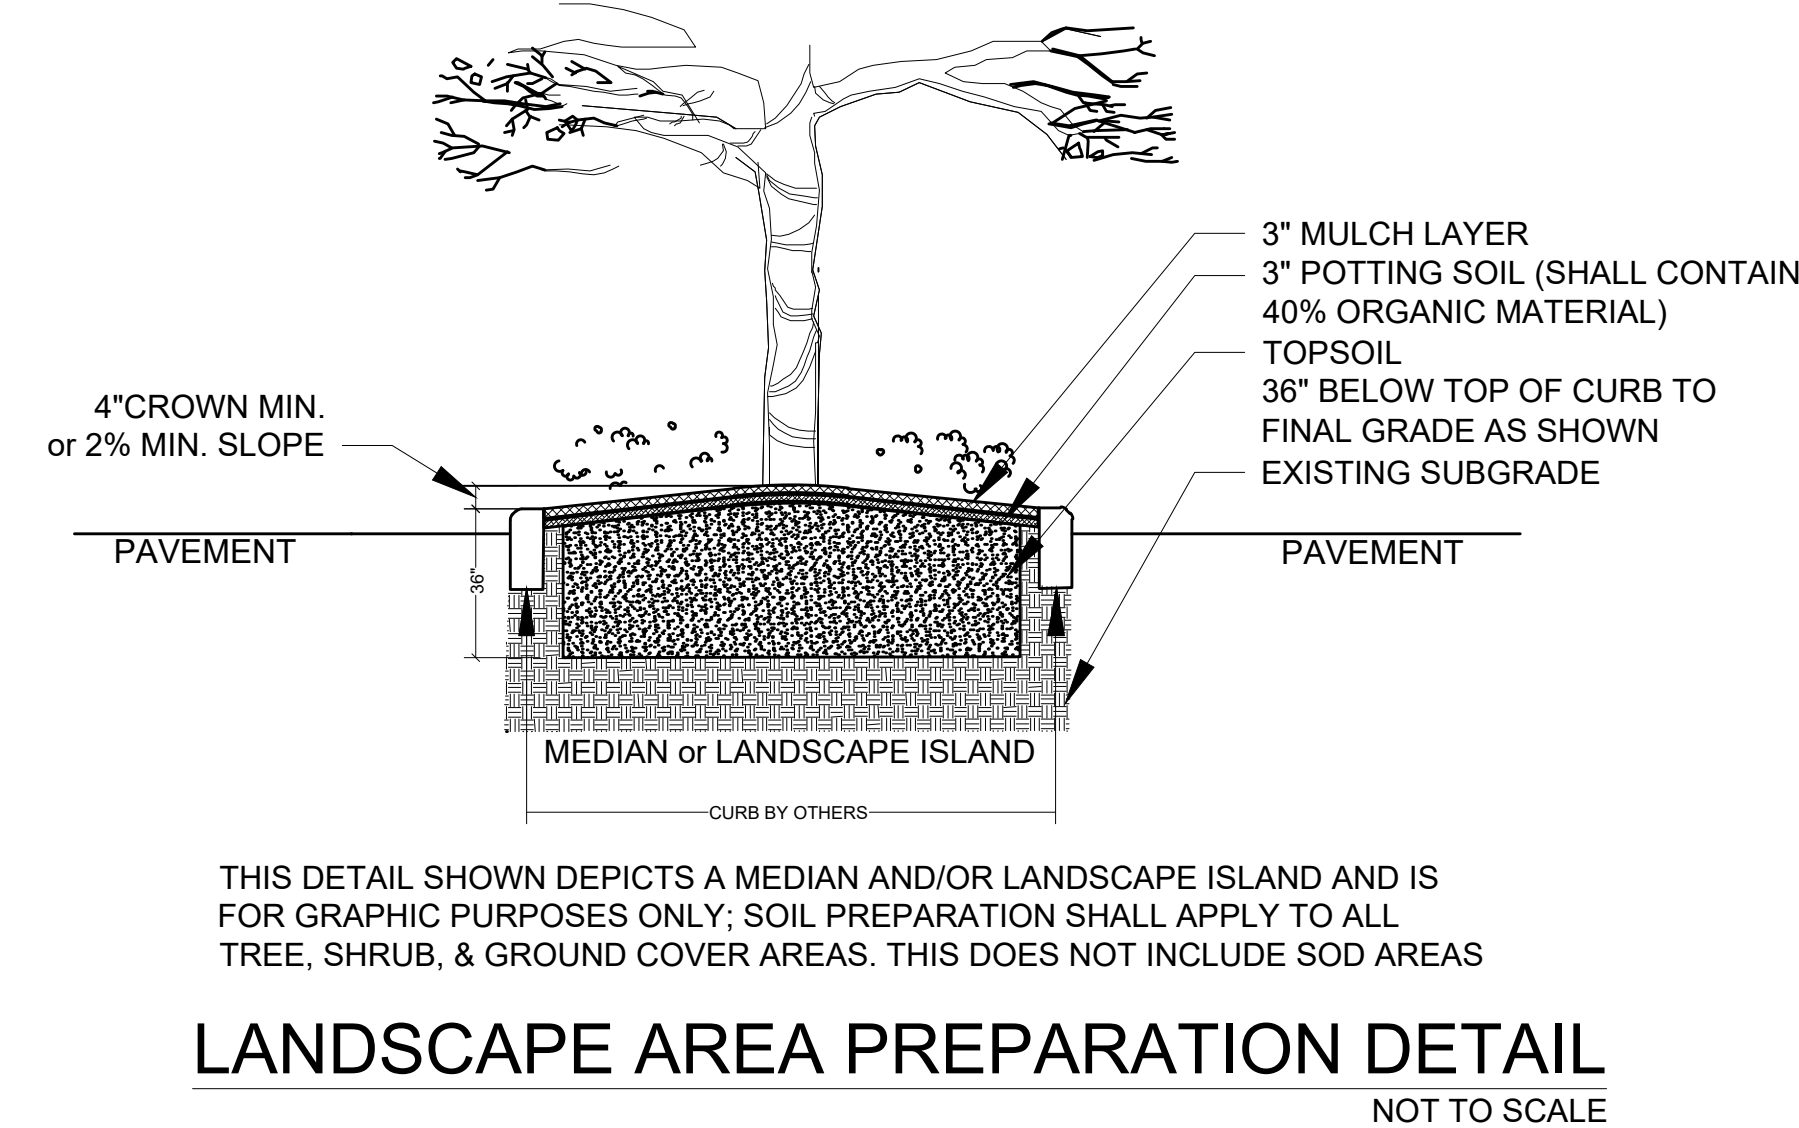 3" MULCH LAYER
3" POTTING SOIL (SHALL CONTAIN
40% ORGANIC MATERIAL)
TOPSOIL
36" BELOW TOP OF CURB TO
FINAL GRADE AS SHOWN
EXISTING SUBGRADE
4"CROWN MIN.
or 2% MIN. SLOPE
PAVEMENT
PAVEMENT
36"
MEDIAN or LANDSCAPE ISLAND
CURB BY OTHERS
THIS DETAIL SHOWN DEPICTS A MEDIAN AND/OR LANDSCAPE ISLAND AND IS
FOR GRAPHIC PURPOSES ONLY; SOIL PREPARATION SHALL APPLY TO ALL
TREE, SHRUB, & GROUND COVER AREAS. THIS DOES NOT INCLUDE SOD AREAS
LANDSCAPE AREA PREPARATION DETAIL
NOT TO SCALE